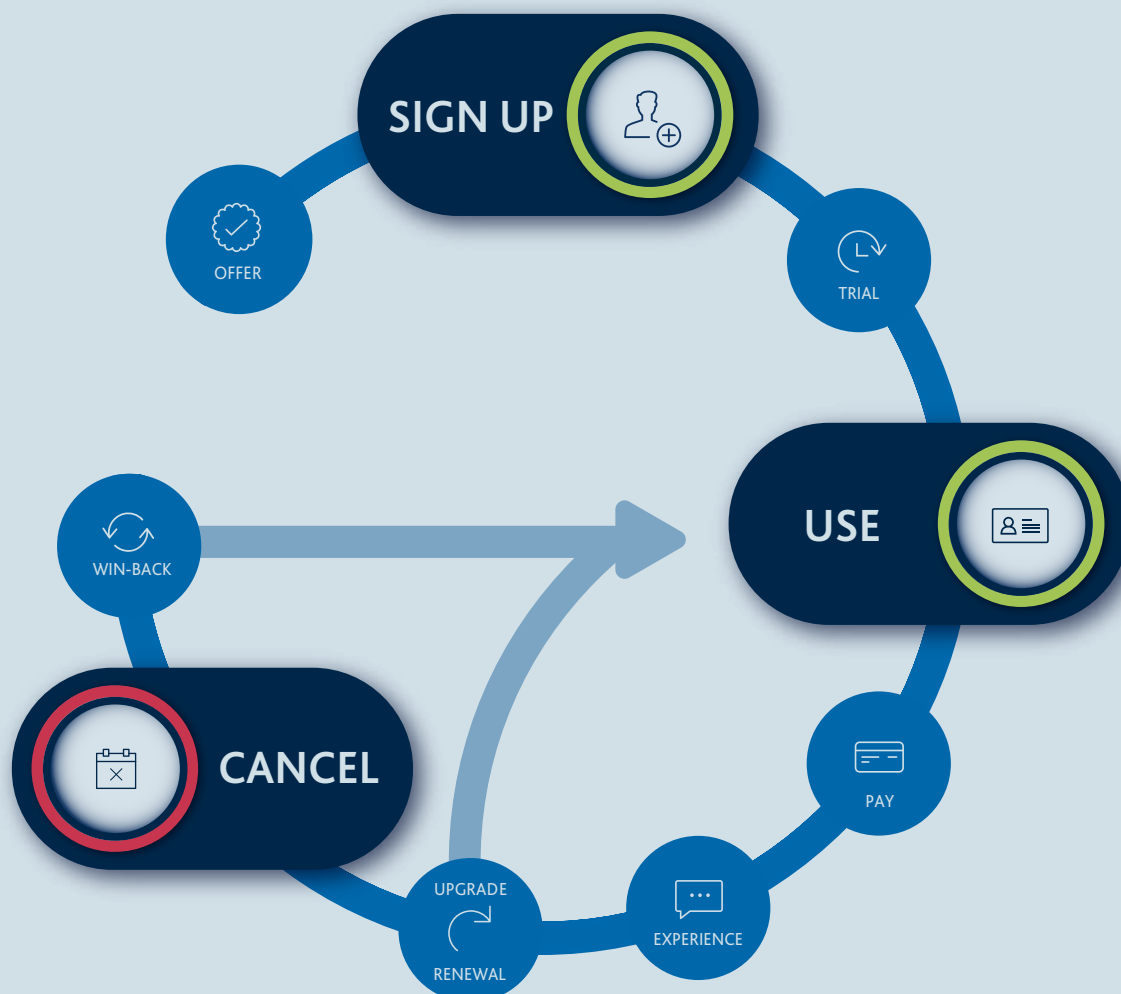 SIGN UP
OFFER
TRIAL
USE
WIN-BACK
CANCEL
PAY
UPGRADE
RENEWAL
EXPERIENCE